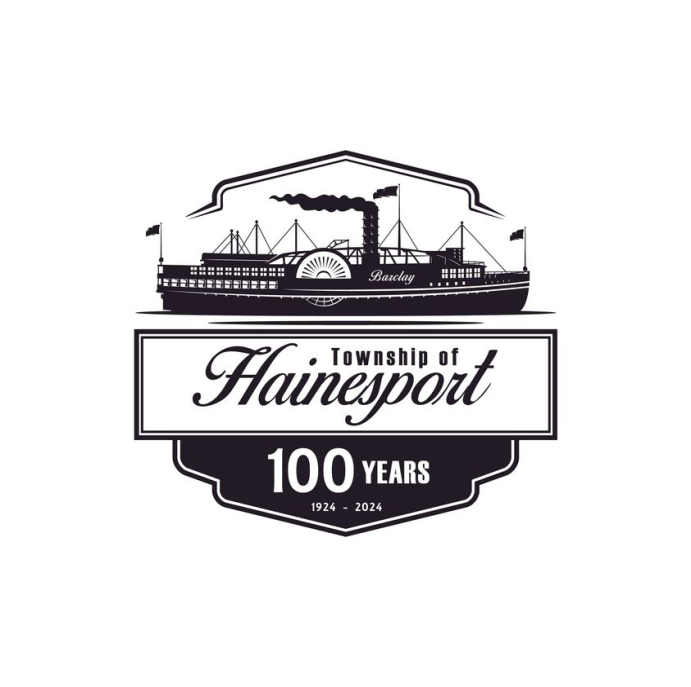 Barclay
Township of
Hainesport
100 YEARS
1924 - 2024